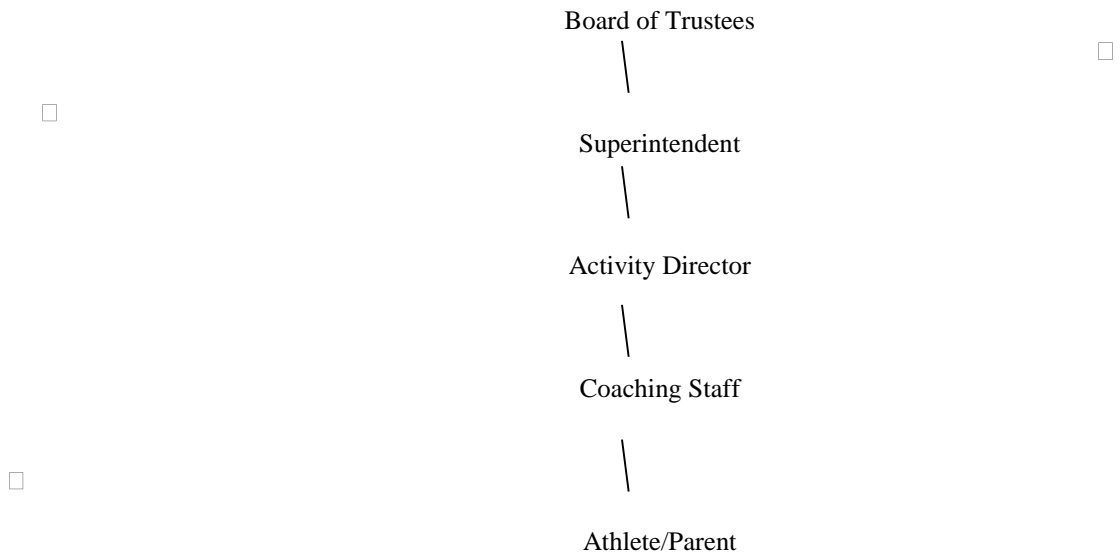 Board of Trustees
Superintendent
Activity Director
Coaching Staff
Athlete/Parent